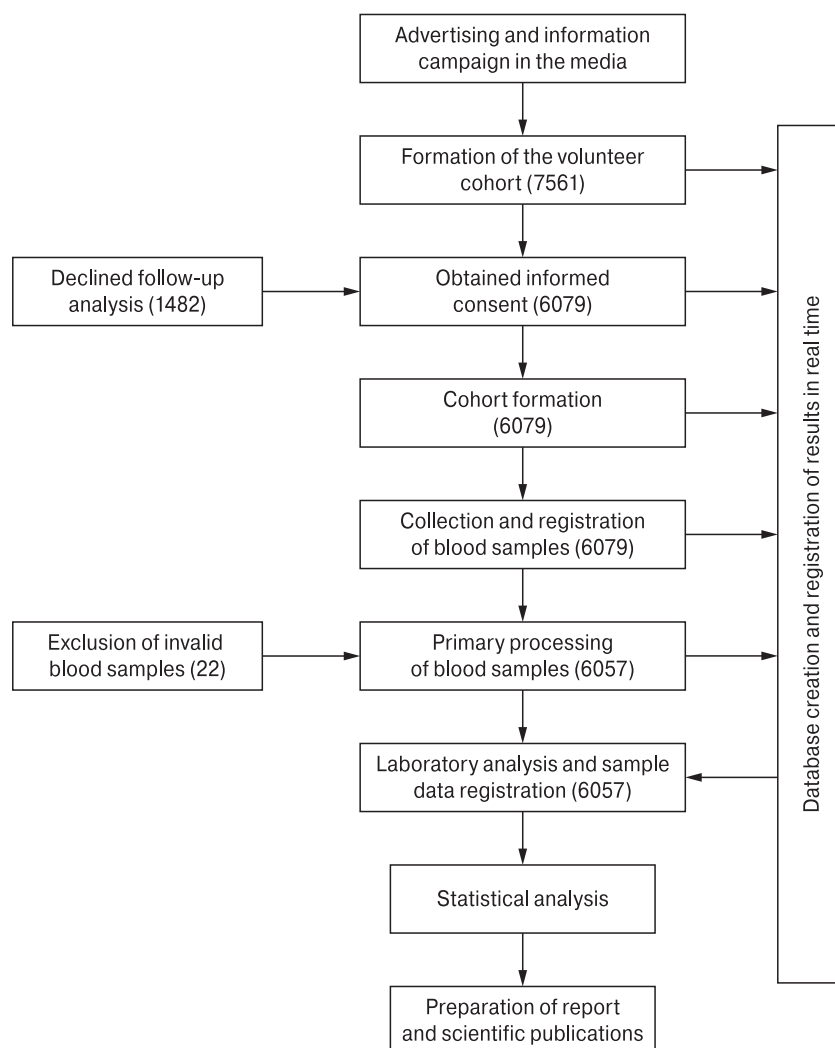 Advertising and information
campaign in the media
Formation of the volunteer
cohort (7561)
Declined follow-up
analysis (1482)
Obtained informed
consent (6079)
Cohort formation
(6079)
Collection and registration
of blood samples (6079)
Exclusion of invalid
blood samples (22)
Primary processing
of blood samples (6057)
Laboratory analysis and sample
data registration (6057)
Statistical analysis
Preparation of report
and scientific publications
Database creation and registration of results in real time